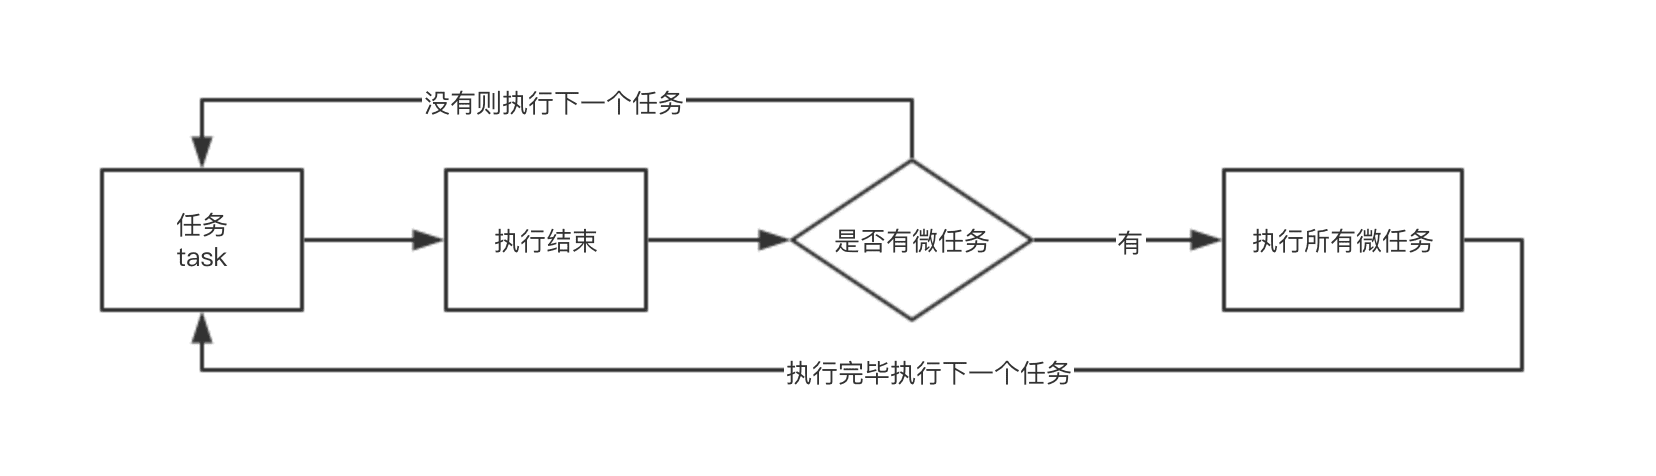 没有则执行下一个任务
任务
task
执行结束
是否有微任务
有
执行所有微任务
执行完毕执行下一个任务